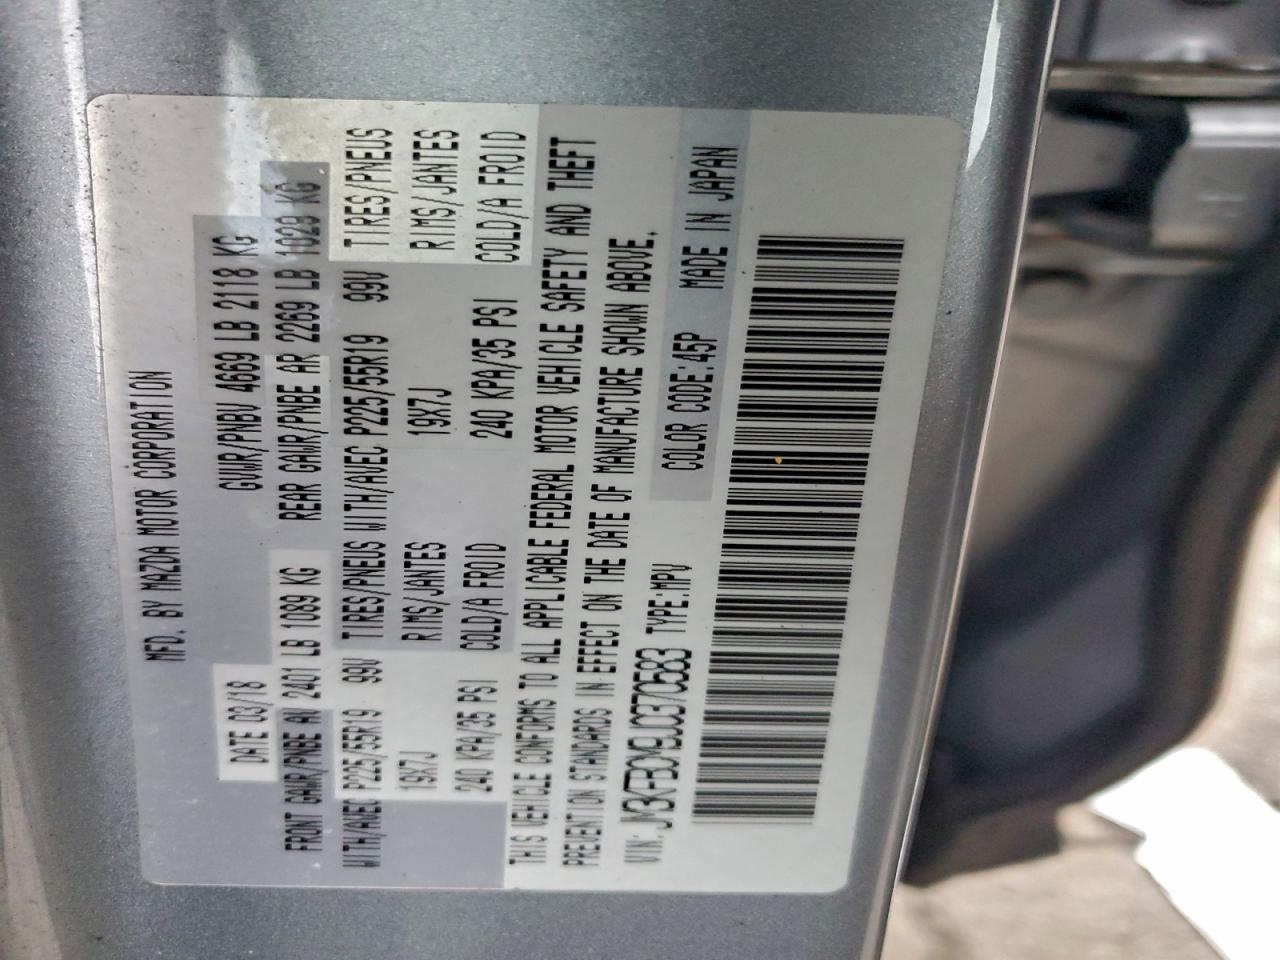 MFD. BY MAZDA MOTOR CORPORATION
DATE 03/18 GVWR/PNBV 4669 LB 2118 KG
FRONT GAWR/PNBE AV 2401 LB 1089 KG REAR GAWR/PNBE AR 2269 LB 1029 KG
WITH/AVEC P225/55R19 99V TIRES/PNEUS WITH/AVEC P225/55R19 99V TIRES/PNEUS
19X7J RIMS/JANTES 19X7J RIMS/JANTES
240 KPA/35 PSI COLD/A FROID 240 KPA/35 PSI COLD/A FROID
THIS VEHICLE CONFORMS TO ALL APPLICABLE FEDERAL MOTOR VEHICLE SAFETY AND THEFT
PREVENTION STANDARDS IN EFFECT ON THE DATE OF MANUFACTURE SHOWN ABOVE.
VIN: JM3KFBCM9J0370583 TYPE:MPV COLOR CODE:45P MADE IN JAPAN